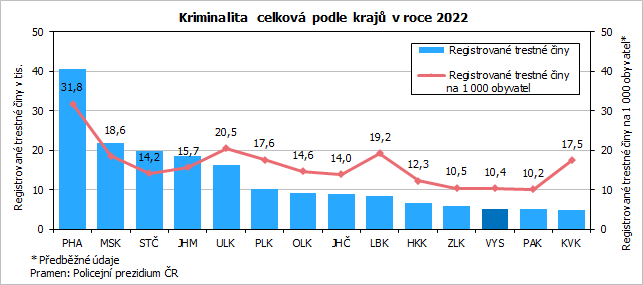 Kriminalita celková podle krajů v roce 2022
Registrované trestné činy v tis.
50
40
30
20
10
0
Registrované trestné činy
Registrované trestné činy
na 1 000 obyvatel
31,8
18,6
14,2
15,7
20,5
17,6
14,6
14,0
19,2
12,3
10,5
10,4
10,2
17,5
50
40
30
20
10
0
Registrované trestné činy na 1 000 obyvatel*
PHA MSK STČ JHM ULK PLK OLK JHČ LBK HKK ZLK VYS PAK KVK
* Předběžné údaje
Pramen: Policejní prezidium ČR